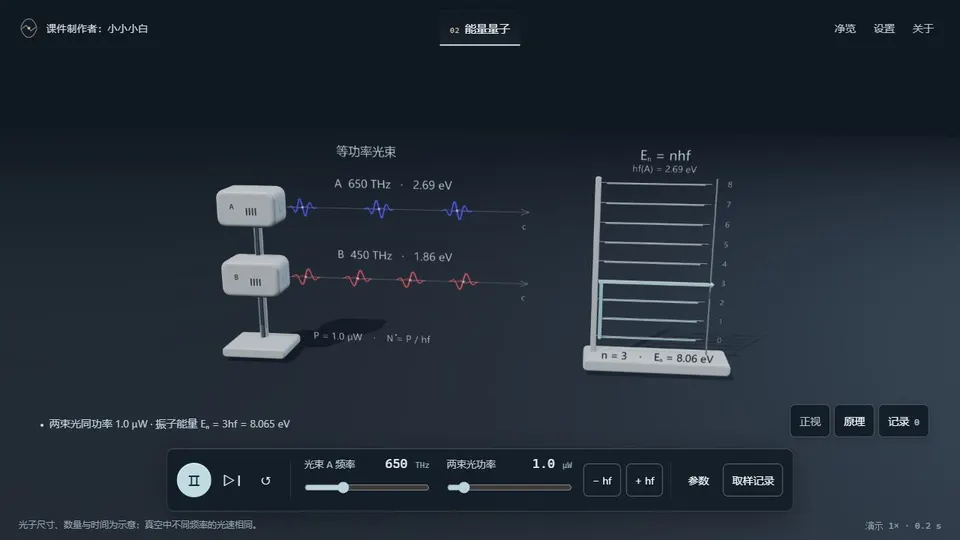 课件制作者：小小小白
02 能量量子
净览 设置 关于
等功率光束
A 650 THz · 2.69 eV
A
c
B 450 THz · 1.86 eV
B
c
P = 1.0 μW · Ṅ = P / hf
Eₙ = nhf
hf(A) = 2.69 eV
8
7
6
5
4
3
2
1
0
n = 3 · Eₙ = 8.06 eV
• 两束光同功率 1.0 μW · 振子能量 Eₙ = 3hf = 8.065 eV
正视 原理 记录 0
光束 A 频率 650 THz
两束光功率 1.0 μW
− hf + hf 参数 取样记录
光子尺寸、数量与时间为示意；真空中不同频率的光速相同。
演示 1× · 0.2 s